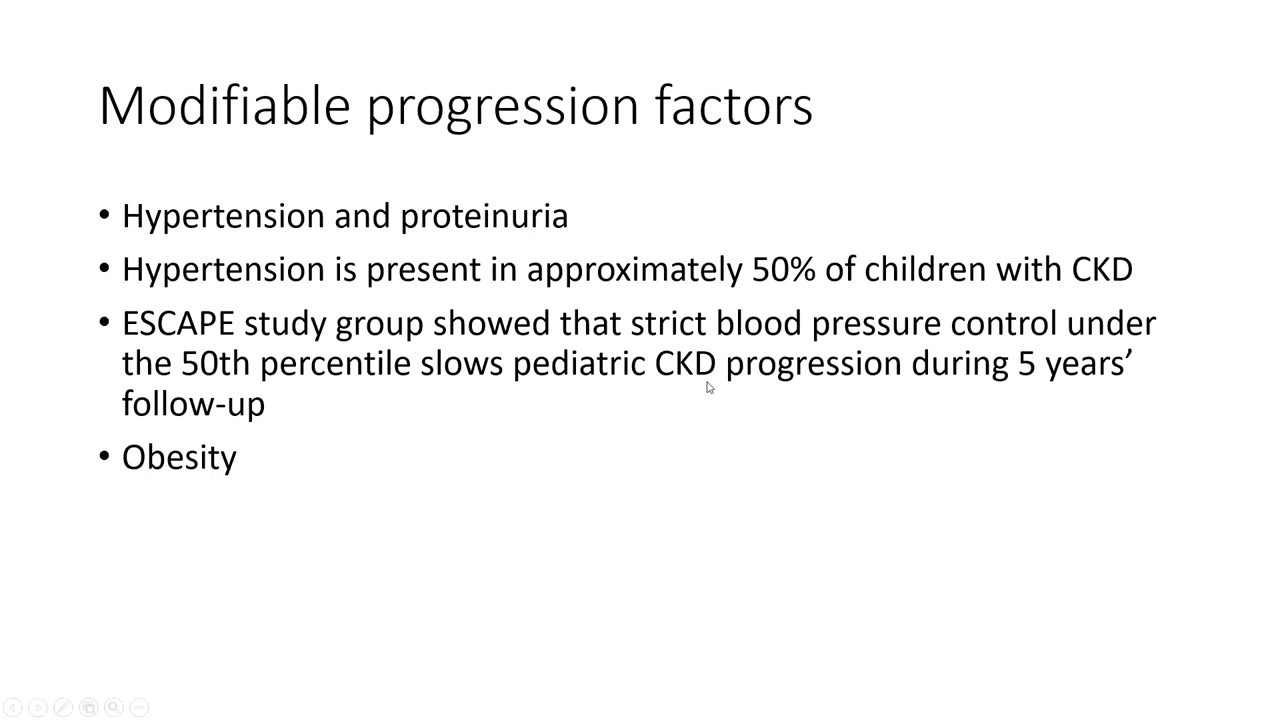 Modifiable progression factors
• Hypertension and proteinuria
• Hypertension is present in approximately 50% of children with CKD
• ESCAPE study group showed that strict blood pressure control under
the 50th percentile slows pediatric CKD progression during 5 years’
follow-up
• Obesity